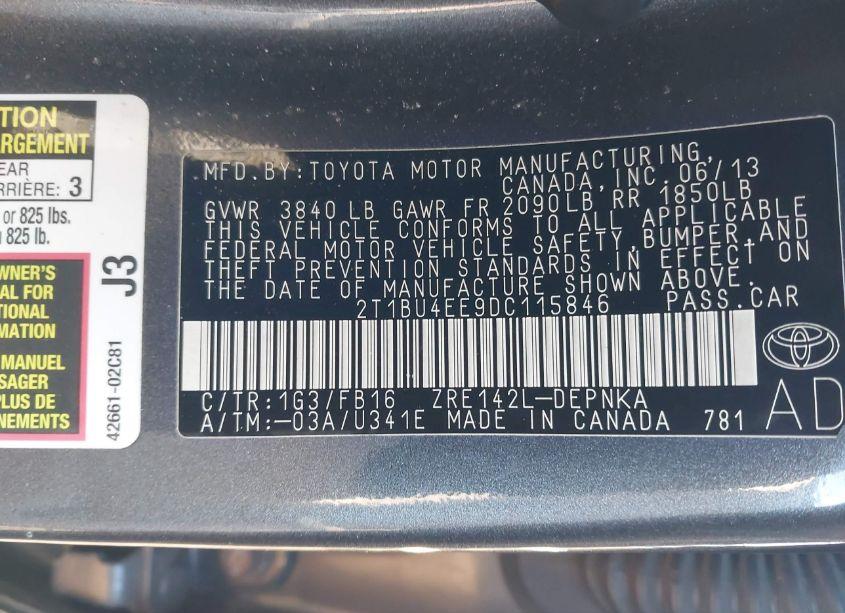 TION
ARGEMENT
EAR
RRIÈRE: 3
or 825 lbs.
825 lb.
WNER'S
AL FOR
TIONAL
RMATION
MANUEL
SAGER
PLUS DE
NEMENTS
J3
42661-02C81
MFD.BY:TOYOTA MOTOR MANUFACTURING,
CANADA,INC.06/13
GVWR 3840 LB GAWR FR 2090LB RR 1850LB
THIS VEHICLE CONFORMS TO ALL APPLICABLE
FEDERAL MOTOR VEHICLE SAFETY,BUMPER,AND
THEFT PREVENTION STANDARDS IN EFFECT ON
THE DATE OF MANUFACTURE SHOWN ABOVE.
2T1BU4EE9DC115846 PASS.CAR
C/TR:1G3/FB16 ZRE142L-DEPNKA
A/TM:-03A/U341E MADE IN CANADA 781
AD